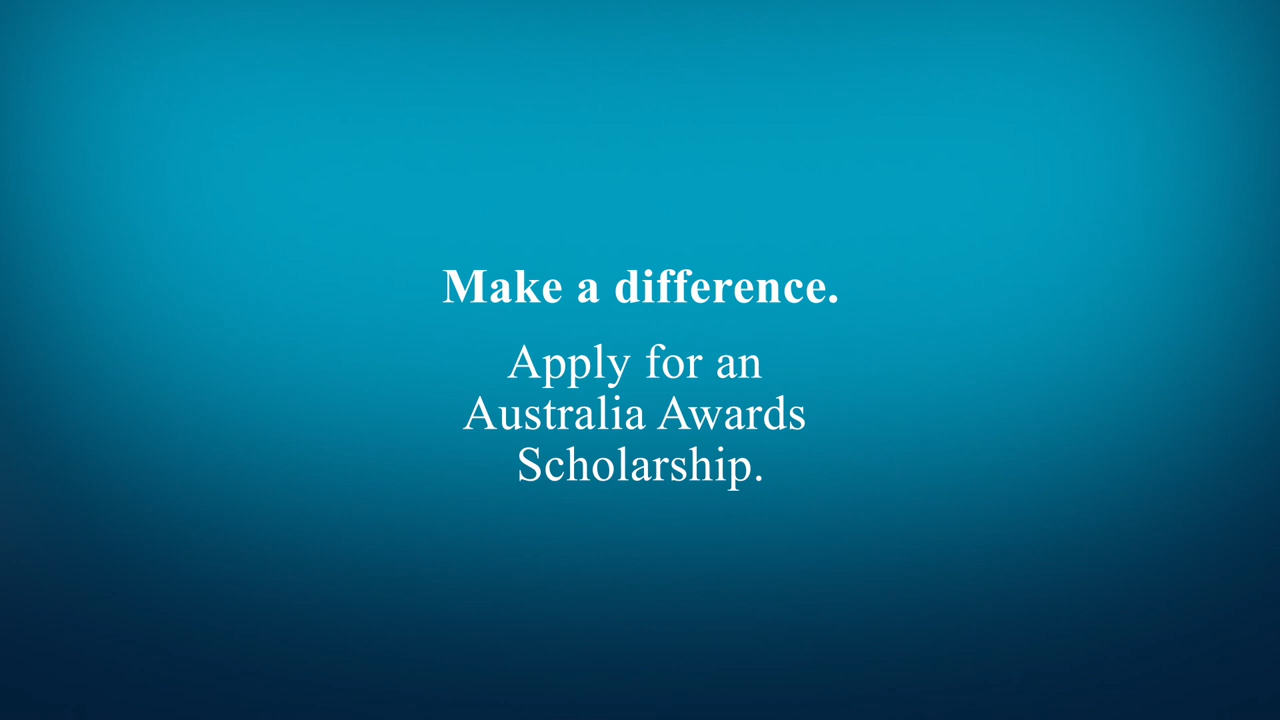 Make a difference.
Apply for an
Australia Awards
Scholarship.